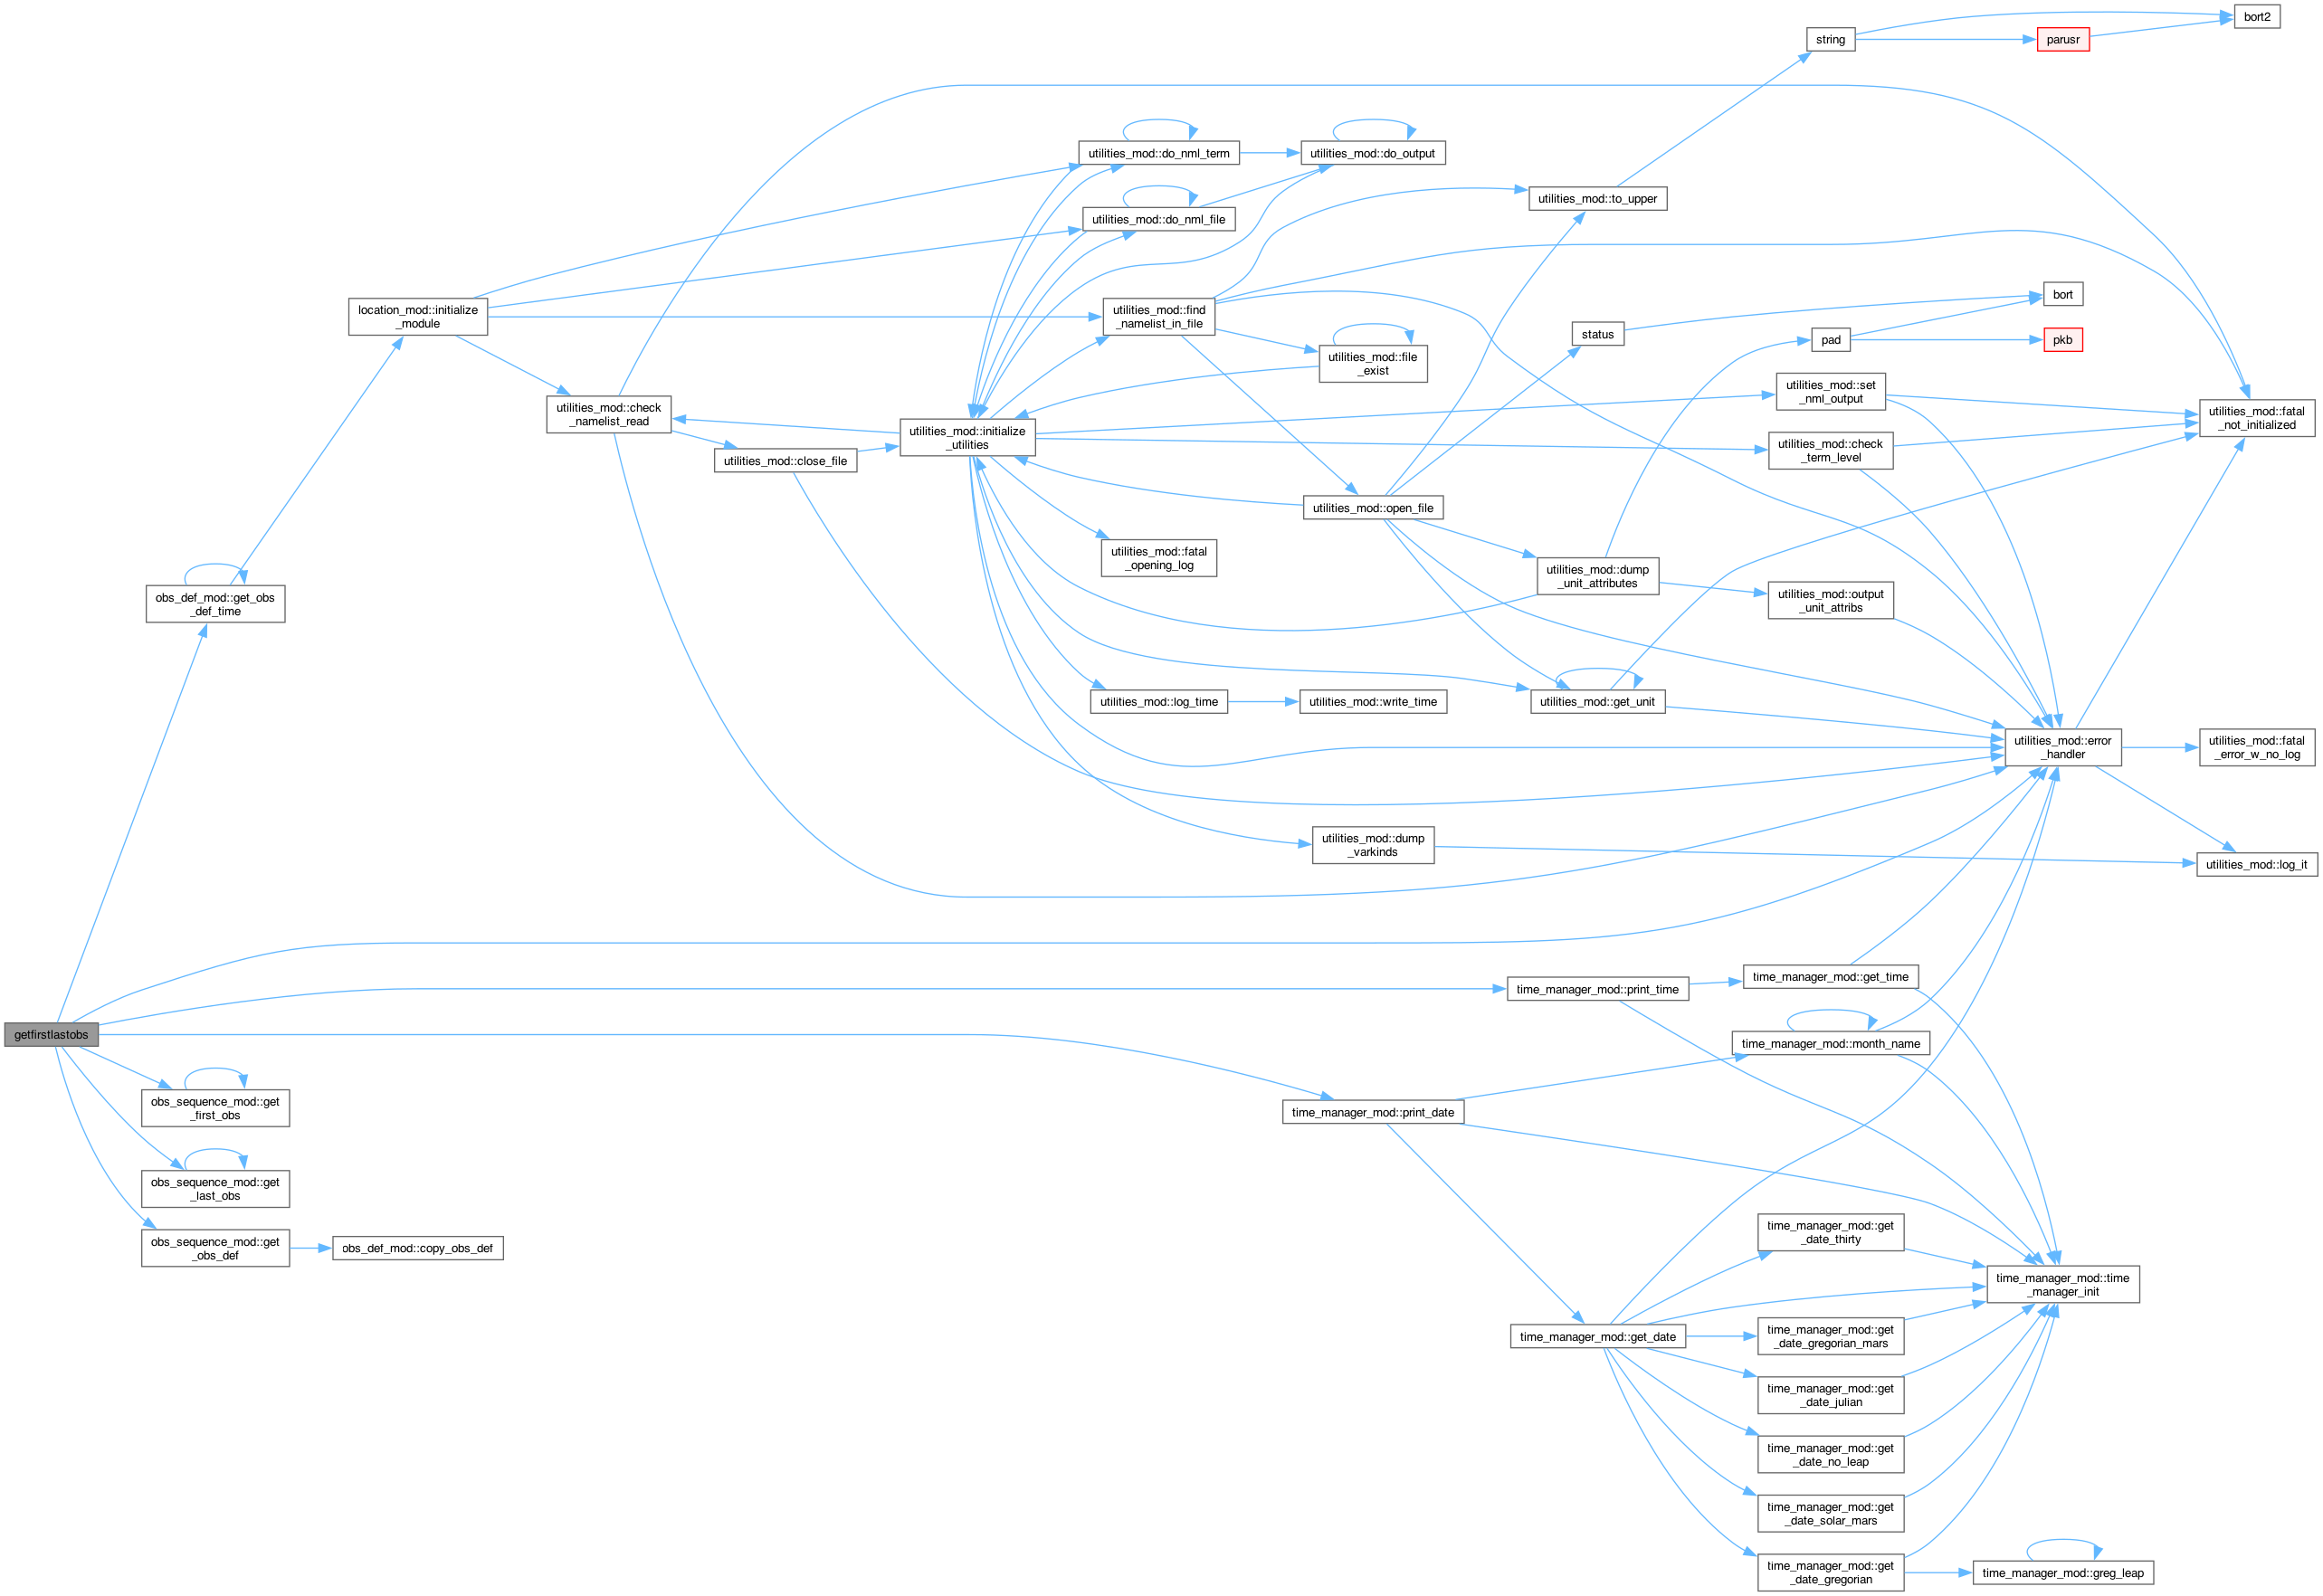 bort2
string
parusr
utilities_mod::do_nml_term
utilities_mod::do_output
utilities_mod::to_upper
utilities_mod::do_nml_file
bort
location_mod::initialize
_module
utilities_mod::find
_namelist_in_file
status
pad
pkb
utilities_mod::file
_exist
utilities_mod::set
_nml_output
utilities_mod::check
_namelist_read
utilities_mod::fatal
_not_initialized
utilities_mod::initialize
_utilities
utilities_mod::check
_term_level
utilities_mod::close_file
utilities_mod::open_file
utilities_mod::fatal
_opening_log
utilities_mod::dump
_unit_attributes
obs_def_mod::get_obs
_def_time
utilities_mod::output
_unit_attribs
utilities_mod::log_time
utilities_mod::write_time
utilities_mod::get_unit
utilities_mod::error
_handler
utilities_mod::fatal
_error_w_no_log
utilities_mod::dump
_varkinds
utilities_mod::log_it
time_manager_mod::get_time
time_manager_mod::print_time
getfirstlastobs
time_manager_mod::month_name
obs_sequence_mod::get
_first_obs
time_manager_mod::print_date
obs_sequence_mod::get
_last_obs
time_manager_mod::get
_date_thirty
obs_sequence_mod::get
_obs_def
obs_def_mod::copy_obs_def
time_manager_mod::time
_manager_init
time_manager_mod::get_date
time_manager_mod::get
_date_gregorian_mars
time_manager_mod::get
_date_julian
time_manager_mod::get
_date_no_leap
time_manager_mod::get
_date_solar_mars
time_manager_mod::get
_date_gregorian
time_manager_mod::greg_leap